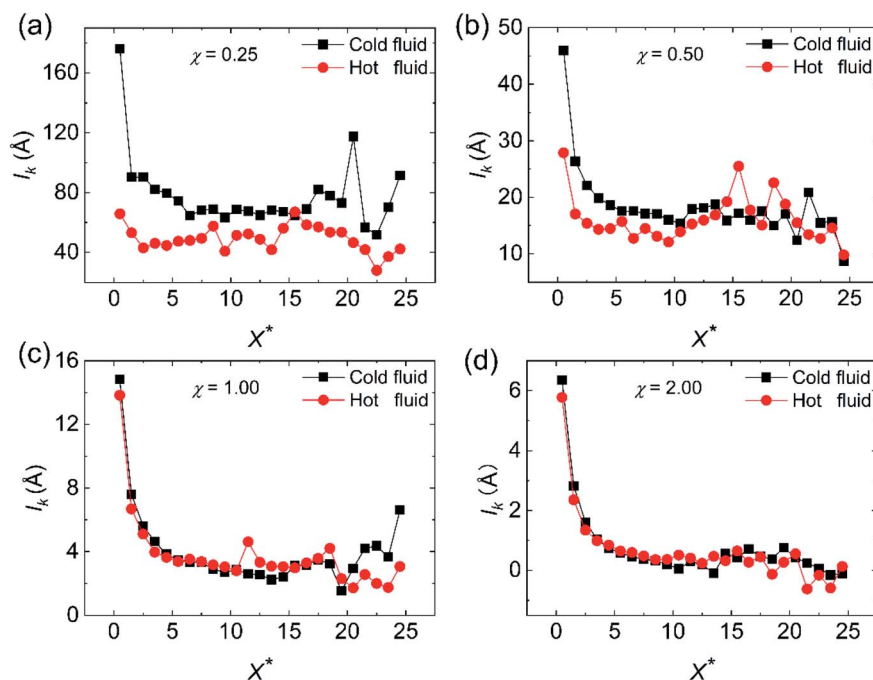 (a)
χ = 0.25
Cold fluid
Hot fluid
160
120
80
40
l_k (Å)
0 5 10 15 20 25
X*
(b)
χ = 0.50
Cold fluid
Hot fluid
50
40
30
20
10
l_k (Å)
0 5 10 15 20 25
X*
(c)
χ = 1.00
Cold fluid
Hot fluid
16
12
8
4
0
l_k (Å)
0 5 10 15 20 25
X*
(d)
χ = 2.00
Cold fluid
Hot fluid
6
4
2
0
l_k (Å)
0 5 10 15 20 25
X*